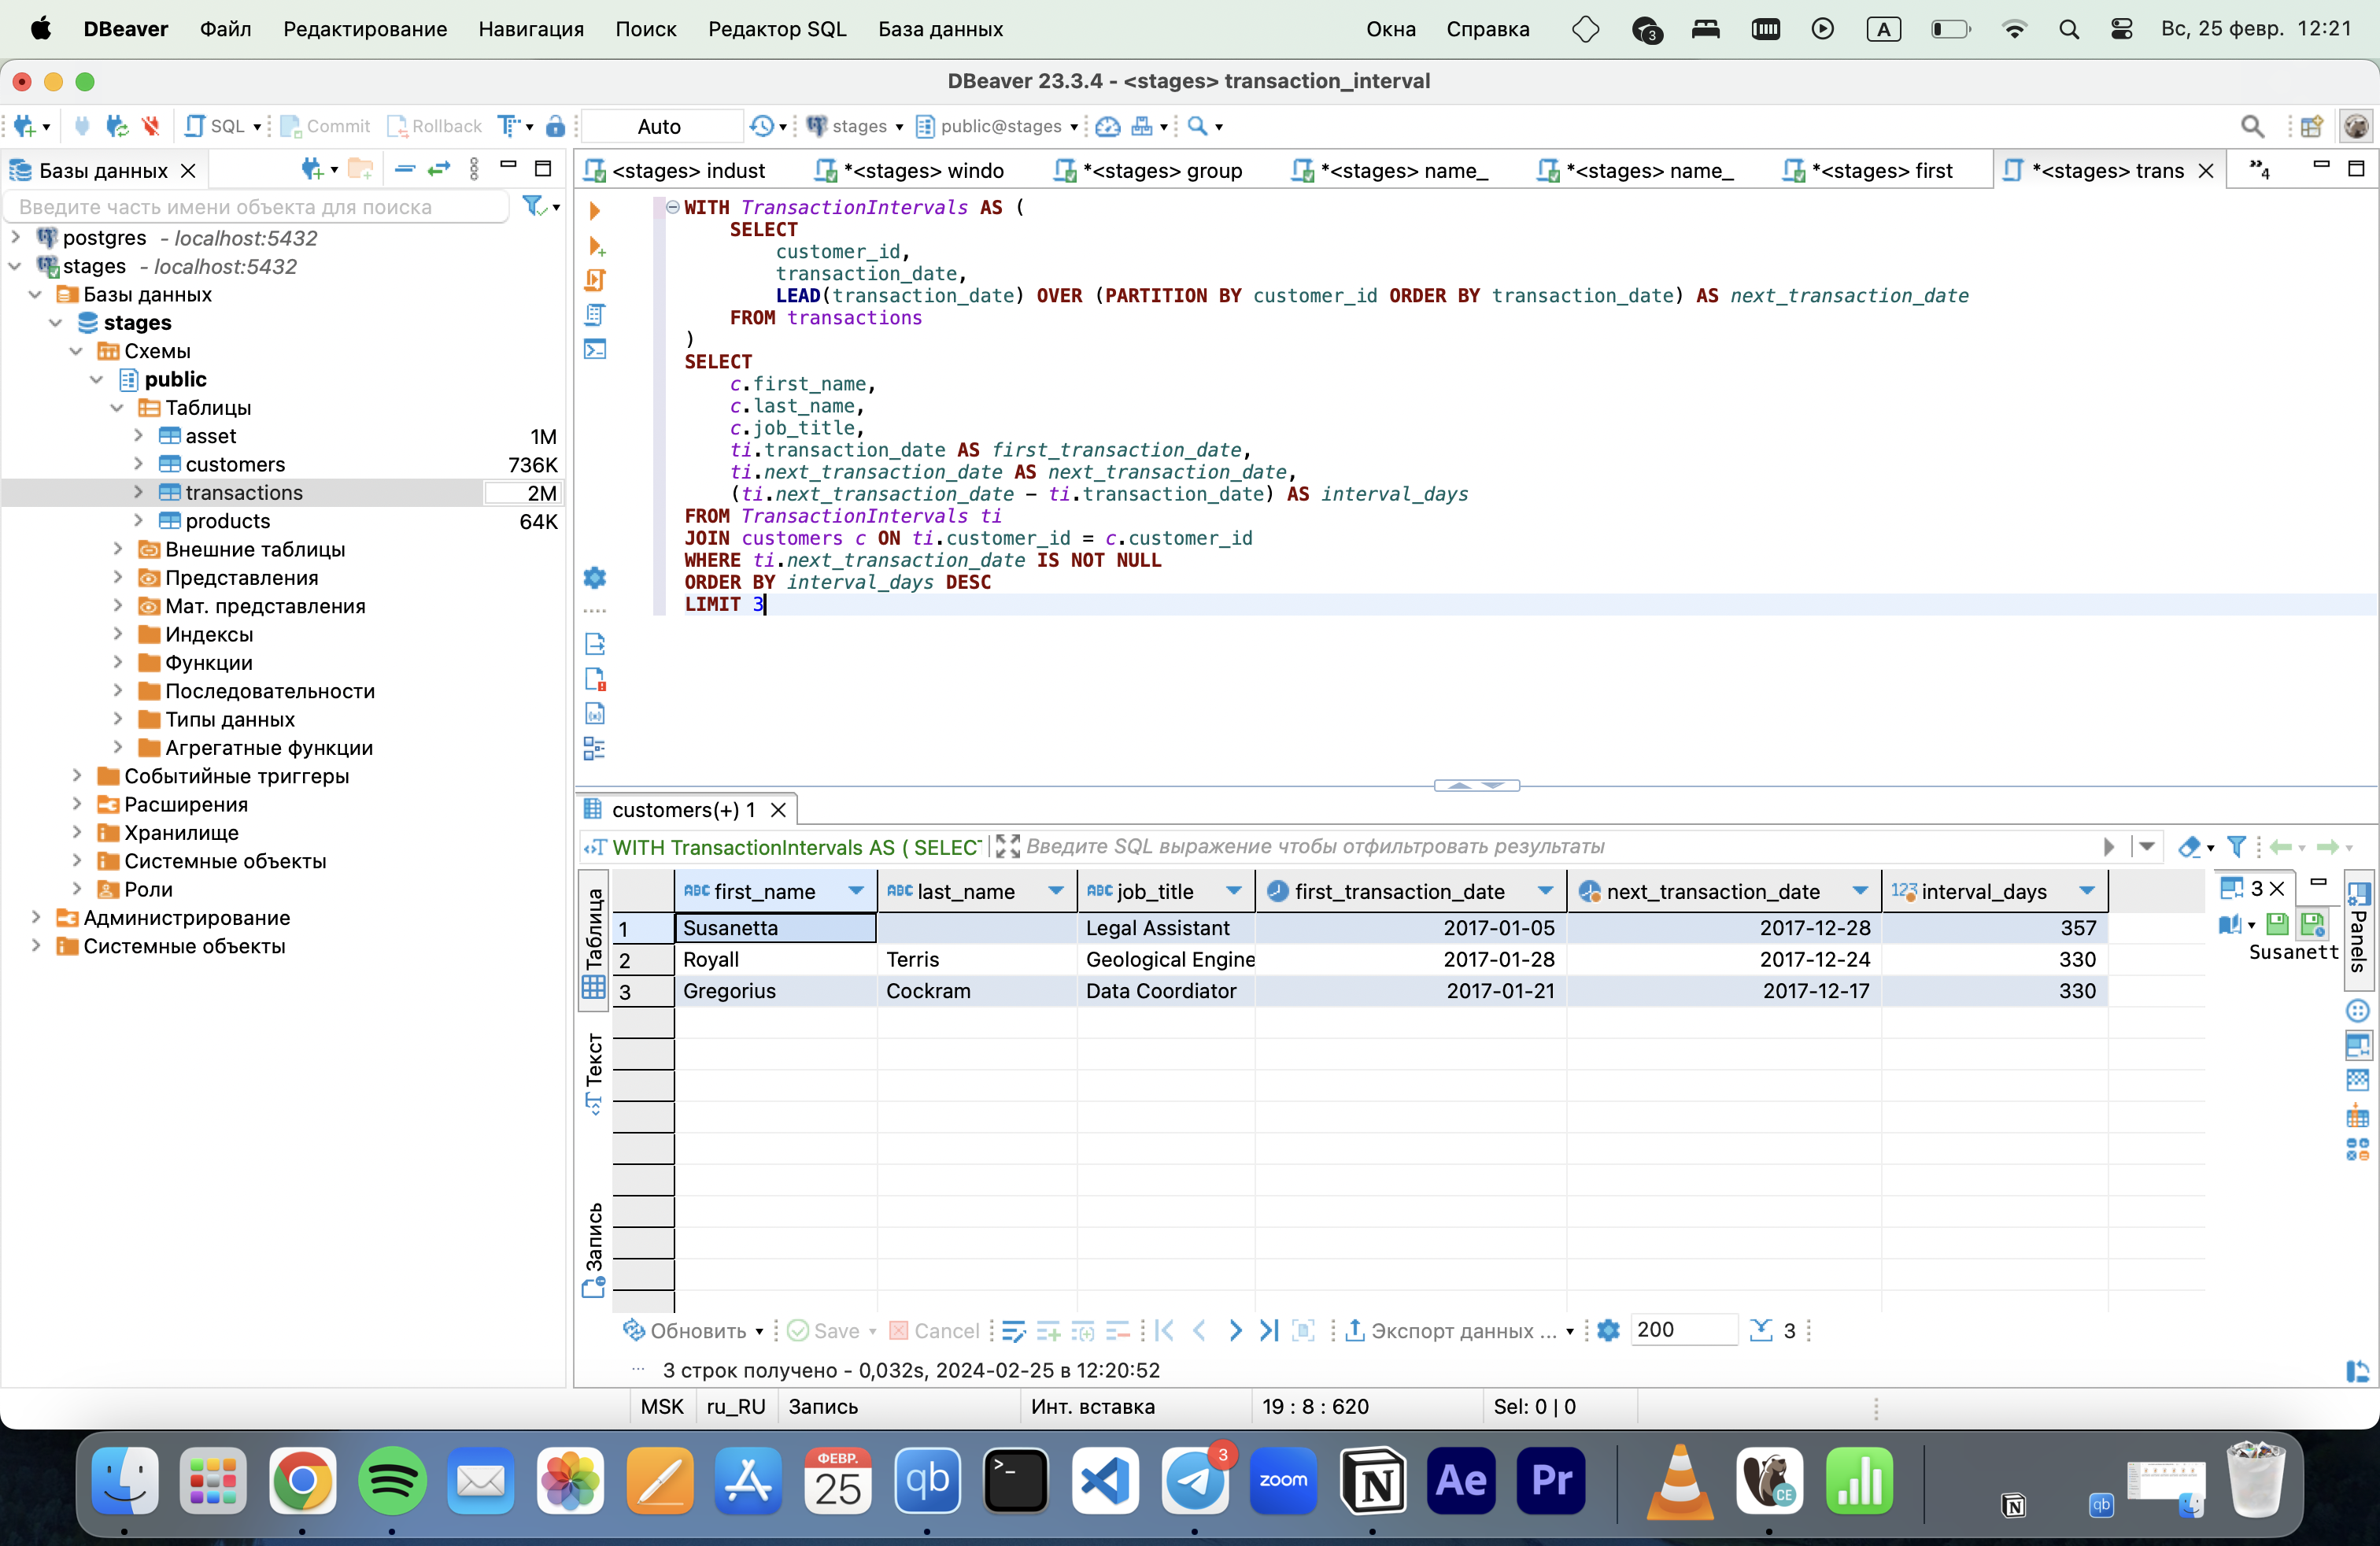 DBeaver Файл Редактирование Навигация Поиск Редактор SQL База данных Окна Справка 3 A Вс, 25 февр. 12:21
DBeaver 23.3.4 - <stages> transaction_interval
SQL Commit Rollback Auto stages public@stages
Базы данных
<stages> indust *<stages> windo *<stages> group *<stages> name_ *<stages> name_ *<stages> first *<stages> trans »4
Введите часть имени объекта для поиска
postgres - localhost:5432
stages - localhost:5432
Базы данных
stages
Схемы
public
Таблицы
asset 1M
customers 736K
transactions 2M
products 64K
Внешние таблицы
Представления
Мат. представления
Индексы
Функции
Последовательности
Типы данных
Агрегатные функции
Событийные триггеры
Расширения
Хранилище
Системные объекты
Роли
Администрирование
Системные объекты
WITH TransactionIntervals AS (
SELECT
customer_id,
transaction_date,
LEAD(transaction_date) OVER (PARTITION BY customer_id ORDER BY transaction_date) AS next_transaction_date
FROM transactions
)
SELECT
c.first_name,
c.last_name,
c.job_title,
ti.transaction_date AS first_transaction_date,
ti.next_transaction_date AS next_transaction_date,
(ti.next_transaction_date - ti.transaction_date) AS interval_days
FROM TransactionIntervals ti
JOIN customers c ON ti.customer_id = c.customer_id
WHERE ti.next_transaction_date IS NOT NULL
ORDER BY interval_days DESC
LIMIT 3
customers(+) 1
WITH TransactionIntervals AS ( SELECT Введите SQL выражение чтобы отфильтровать результаты
Таблица
Текст
Запись
ABC first_name ABC last_name ABC job_title first_transaction_date next_transaction_date 123 interval_days
1 Susanetta Legal Assistant 2017-01-05 2017-12-28 357
2 Royall Terris Geological Engine 2017-01-28 2017-12-24 330
3 Gregorius Cockram Data Coordiator 2017-01-21 2017-12-17 330
3
Susanett
Panels
Обновить Save Cancel Экспорт данных ... 200 3
3 строк получено - 0,032s, 2024-02-25 в 12:20:52
MSK ru_RU Запись Инт. вставка 19 : 8 : 620 Sel: 0 | 0
ФЕВР.
25
qb
3
zoom
Ae
Pr
CE
qb